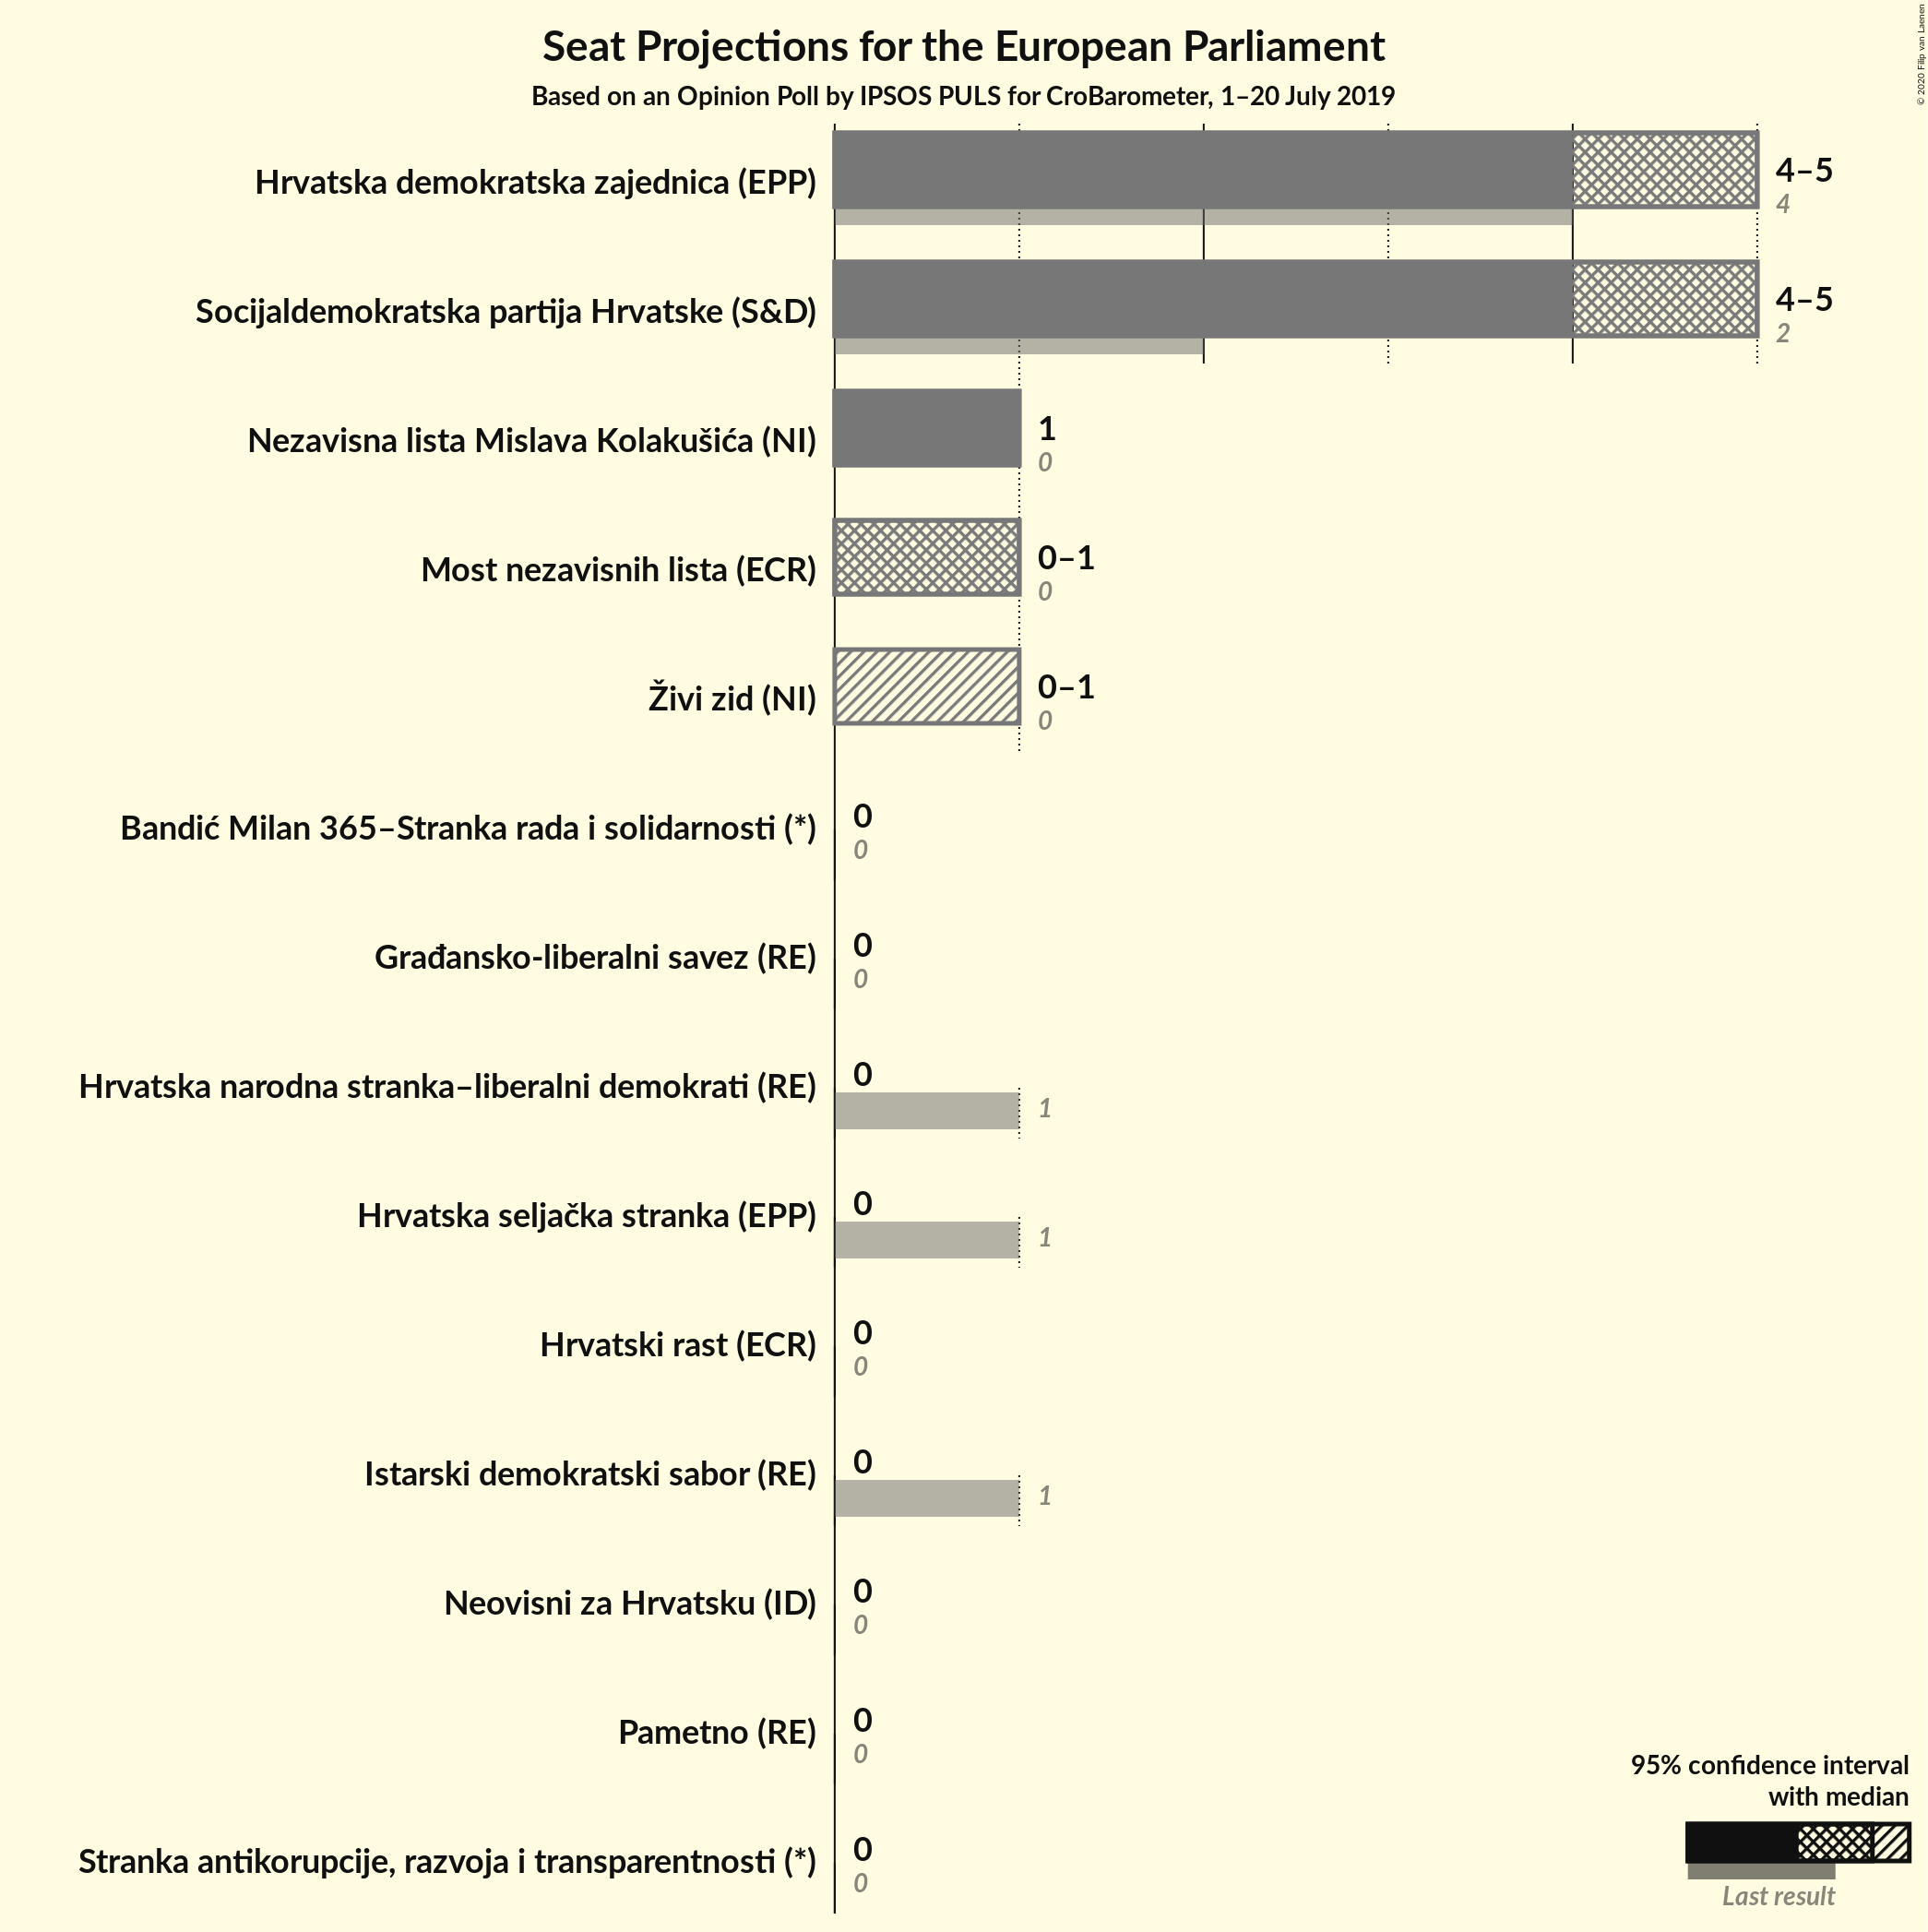 Seat Projections for the European Parliament
Based on an Opinion Poll by IPSOS PULS for CroBarometer, 1–20 July 2019
© 2020 Filip van Laenen
Hrvatska demokratska zajednica (EPP)
4–5
4
Socijaldemokratska partija Hrvatske (S&D)
4–5
2
Nezavisna lista Mislava Kolakušića (NI)
1
0
Most nezavisnih lista (ECR)
0–1
0
Živi zid (NI)
0–1
0
Bandić Milan 365–Stranka rada i solidarnosti (*)
0
0
Građansko-liberalni savez (RE)
0
0
Hrvatska narodna stranka–liberalni demokrati (RE)
0
1
Hrvatska seljačka stranka (EPP)
0
1
Hrvatski rast (ECR)
0
0
Istarski demokratski sabor (RE)
0
1
Neovisni za Hrvatsku (ID)
0
0
Pametno (RE)
0
0
Stranka antikorupcije, razvoja i transparentnosti (*)
0
0
95% confidence interval
with median
Last result